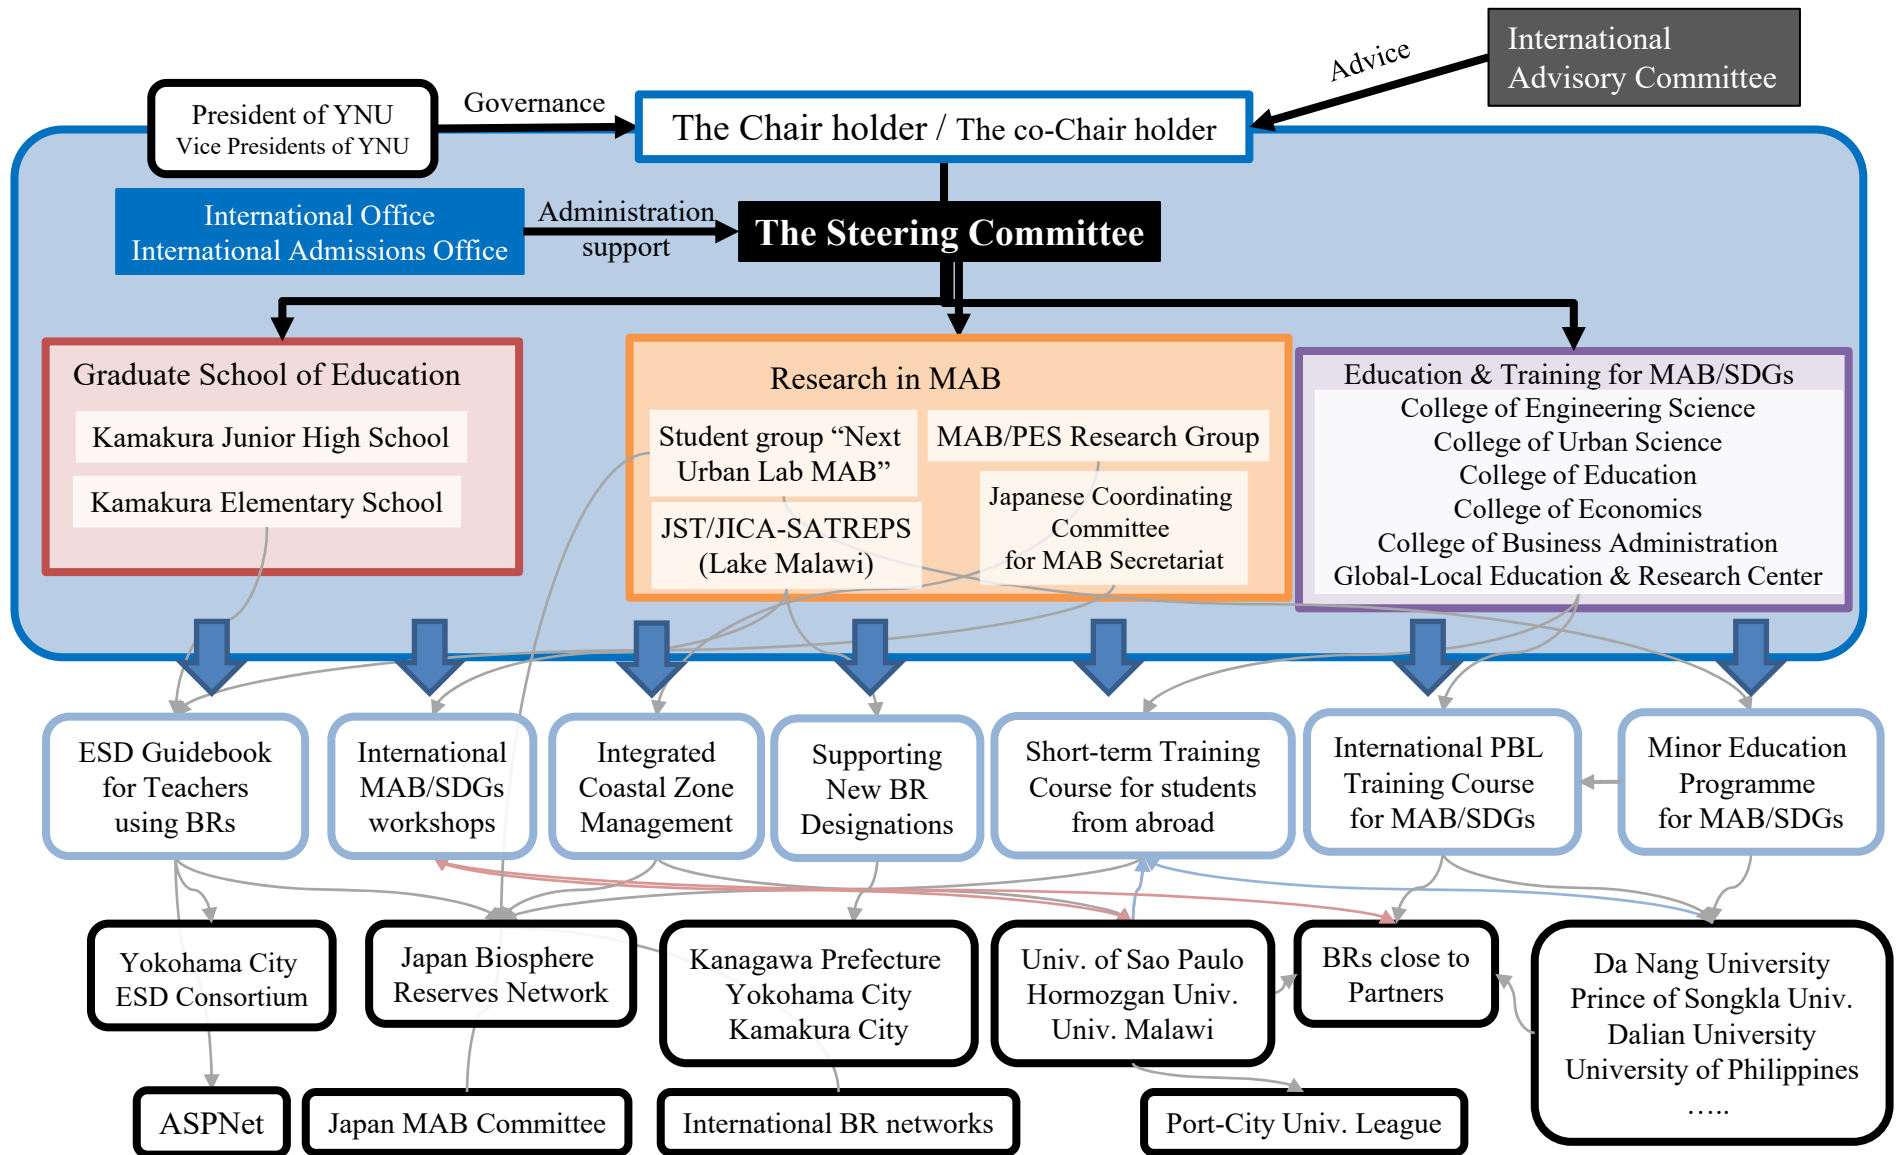 International
Advisory Committee
Advice
President of YNU
Vice Presidents of YNU
Governance
The Chair holder / The co-Chair holder
International Office
International Admissions Office
Administration
support
The Steering Committee
Graduate School of Education
Kamakura Junior High School
Kamakura Elementary School
Research in MAB
Student group “Next
Urban Lab MAB”
MAB/PES Research Group
JST/JICA-SATREPS
(Lake Malawi)
Japanese Coordinating
Committee
for MAB Secretariat
Education & Training for MAB/SDGs
College of Engineering Science
College of Urban Science
College of Education
College of Economics
College of Business Administration
Global-Local Education & Research Center
ESD Guidebook
for Teachers
using BRs
International
MAB/SDGs
workshops
Integrated
Coastal Zone
Management
Supporting
New BR
Designations
Short-term Training
Course for students
from abroad
International PBL
Training Course
for MAB/SDGs
Minor Education
Programme
for MAB/SDGs
Yokohama City
ESD Consortium
Japan Biosphere
Reserves Network
Kanagawa Prefecture
Yokohama City
Kamakura City
Univ. of Sao Paulo
Hormozgan Univ.
Univ. Malawi
BRs close to
Partners
Da Nang University
Prince of Songkla Univ.
Dalian University
University of Philippines
…..
ASPNet
Japan MAB Committee
International BR networks
Port-City Univ. League